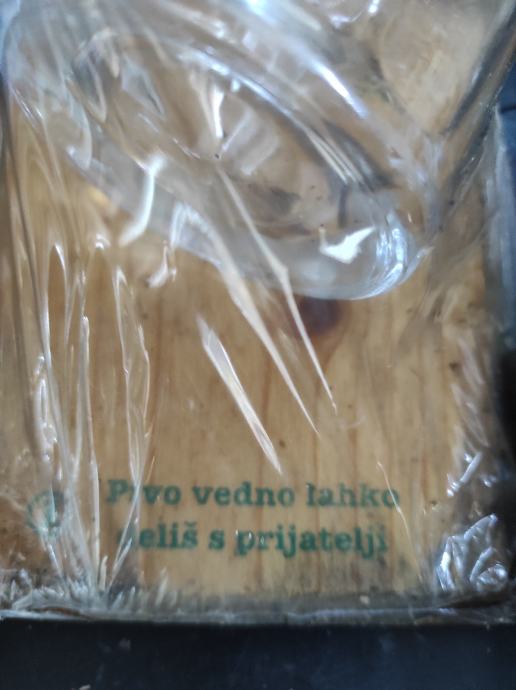 Pivo vedno lahko
deliš s prijatelji